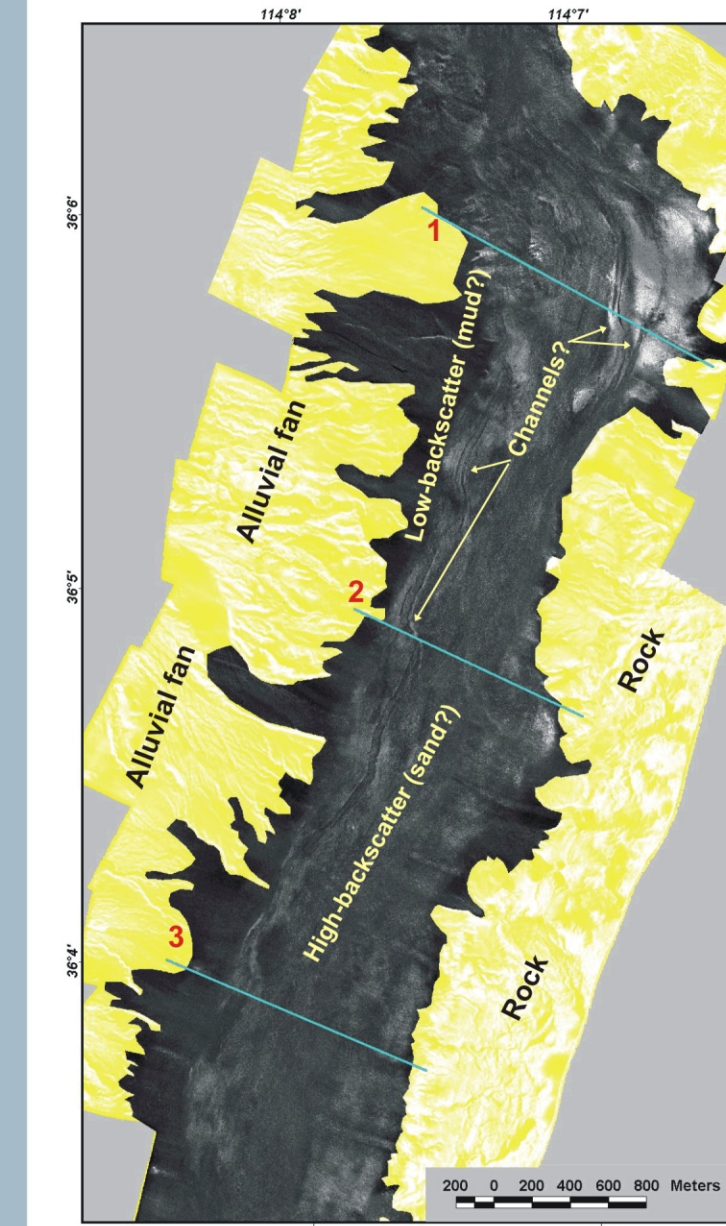 114°8'
114°7'
36°6'
1
Low-backscatter (mud?)
Channels?
Alluvial fan
36°5'
2
Rock
Alluvial fan
High-backscatter (sand?)
3
36°4'
Rock
200 0 200 400 600 800 Meters